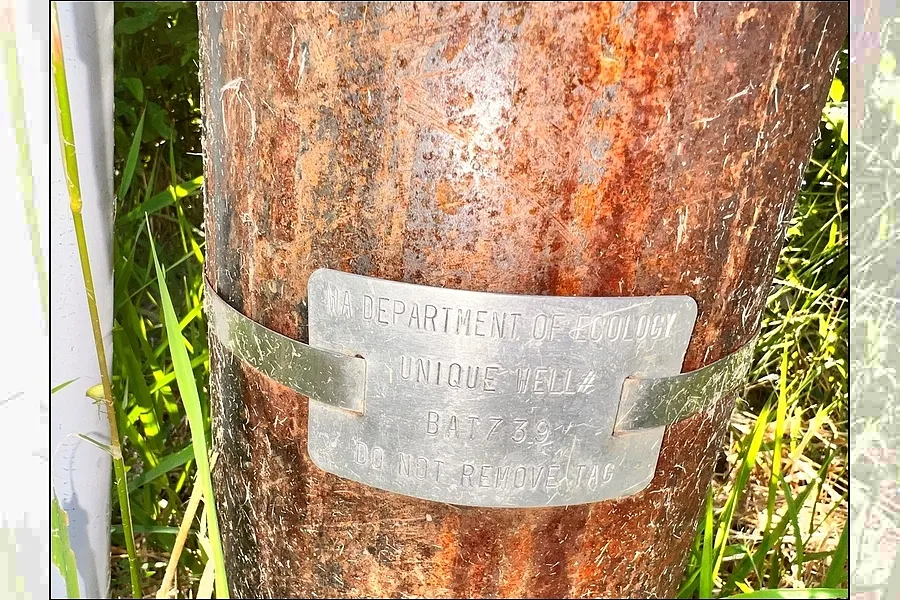 WA DEPARTMENT OF ECOLOGY
UNIQUE WELL#
BAT739
DO NOT REMOVE TAG